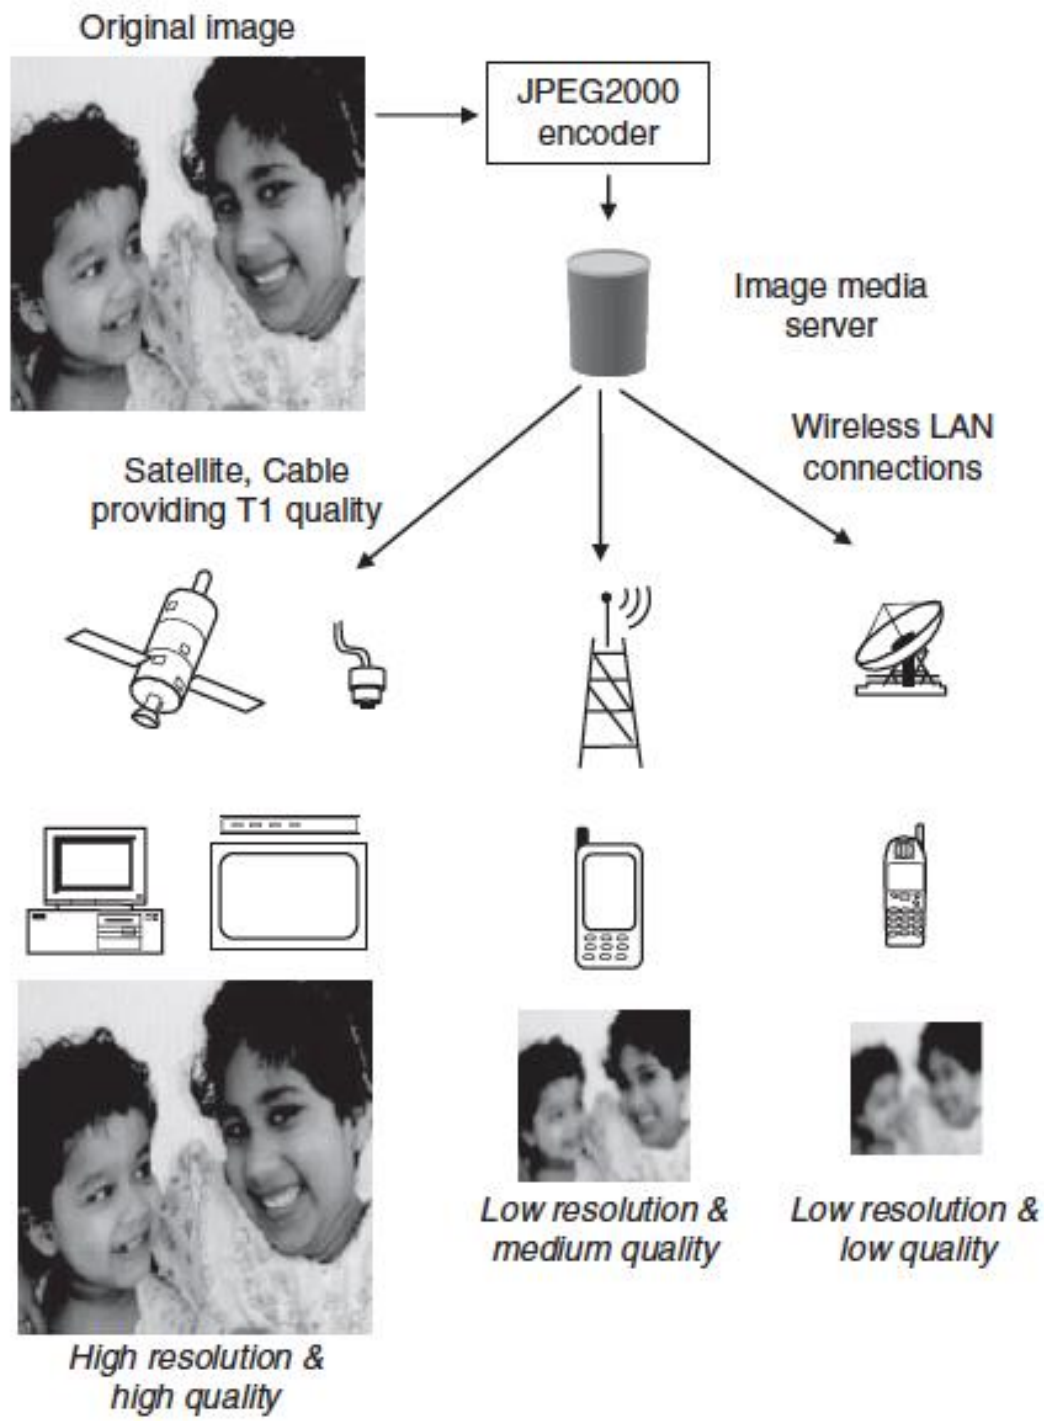 Original image
JPEG2000
encoder
Image media
server
Wireless LAN
connections
Satellite, Cable
providing T1 quality
Low resolution &
medium quality
Low resolution &
low quality
High resolution &
high quality